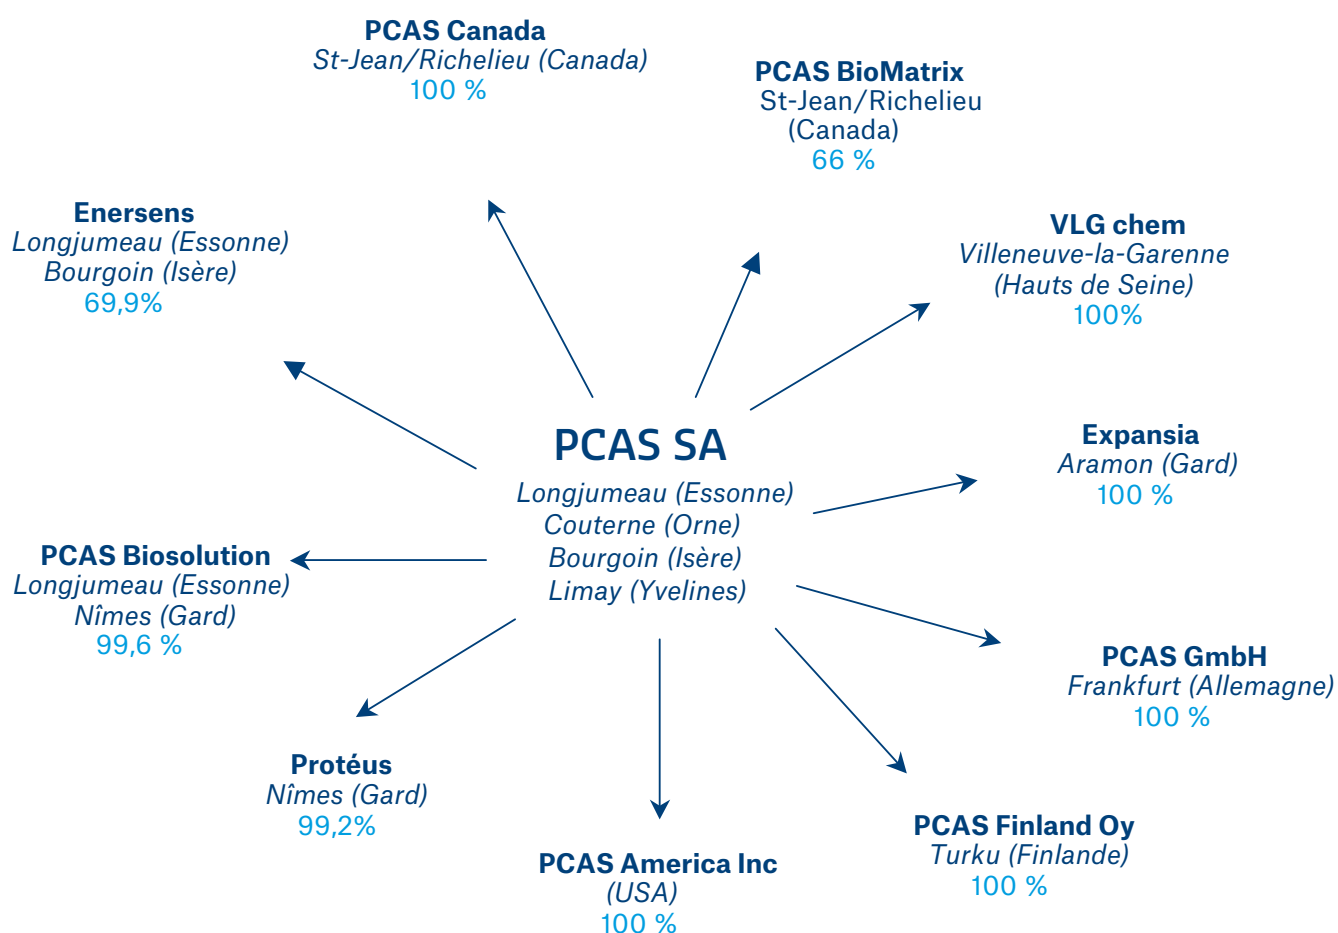 PCAS Canada
St-Jean/Richelieu (Canada)
100 %
PCAS BioMatrix
St-Jean/Richelieu
(Canada)
66 %
Enersens
Longjumeau (Essonne)
Bourgoin (Isère)
69,9%
VLG chem
Villeneuve-la-Garenne
(Hauts de Seine)
100%
PCAS SA
Longjumeau (Essonne)
Couterne (Orne)
Bourgoin (Isère)
Limay (Yvelines)
Expansia
Aramon (Gard)
100 %
PCAS Biosolution
Longjumeau (Essonne)
Nîmes (Gard)
99,6 %
PCAS GmbH
Frankfurt (Allemagne)
100 %
Protéus
Nîmes (Gard)
99,2%
PCAS Finland Oy
Turku (Finlande)
100 %
PCAS America Inc
(USA)
100 %